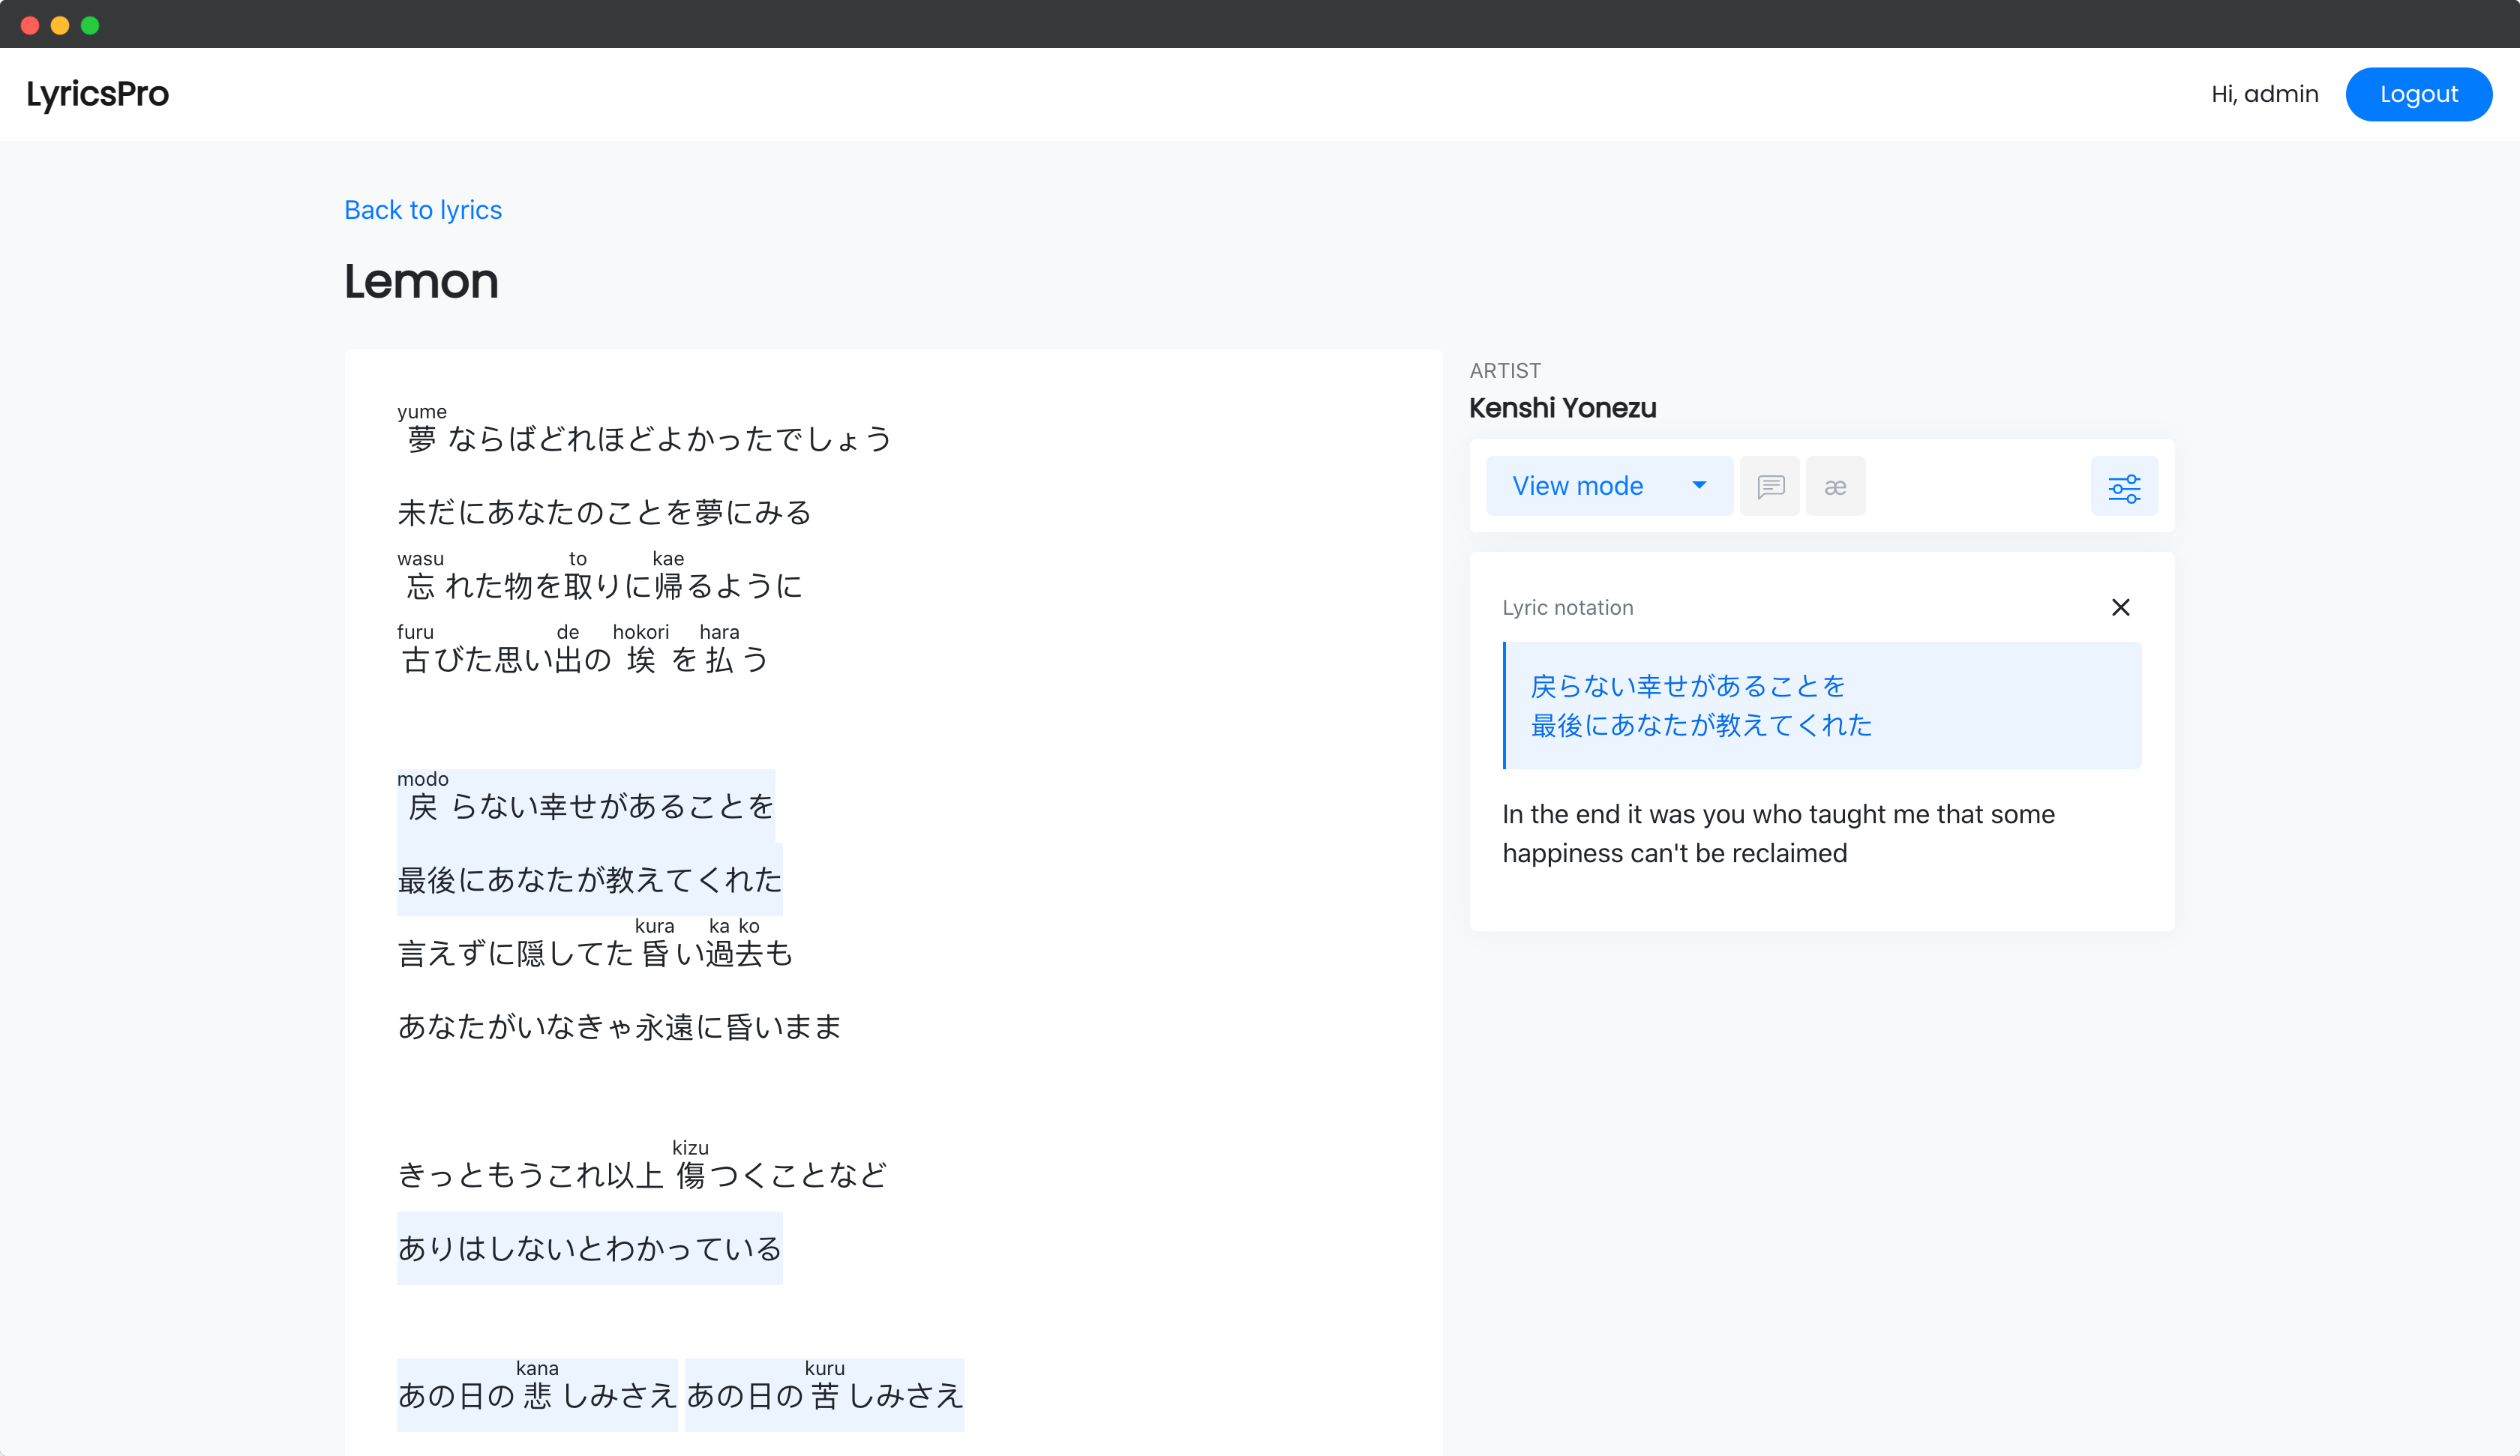 LyricsPro
Hi, admin
Logout
Back to lyrics
Lemon
yume
夢ならばどれほどよかったでしょう
未だにあなたのことを夢にみる
wasu to kae
忘れた物を取りに帰るように
furu de hokori hara
古びた思い出の埃を払う
modo
戻らない幸せがあることを
最後にあなたが教えてくれた
kura ka ko
言えずに隠してた昏い過去も
あなたがいなきゃ永遠に昏いまま
kizu
きっともうこれ以上傷つくことなど
ありはしないとわかっている
kana kuru
あの日の悲しみさえ あの日の苦しみさえ
ARTIST
Kenshi Yonezu
View mode
æ
Lyric notation
戻らない幸せがあることを
最後にあなたが教えてくれた
In the end it was you who taught me that some
happiness can't be reclaimed